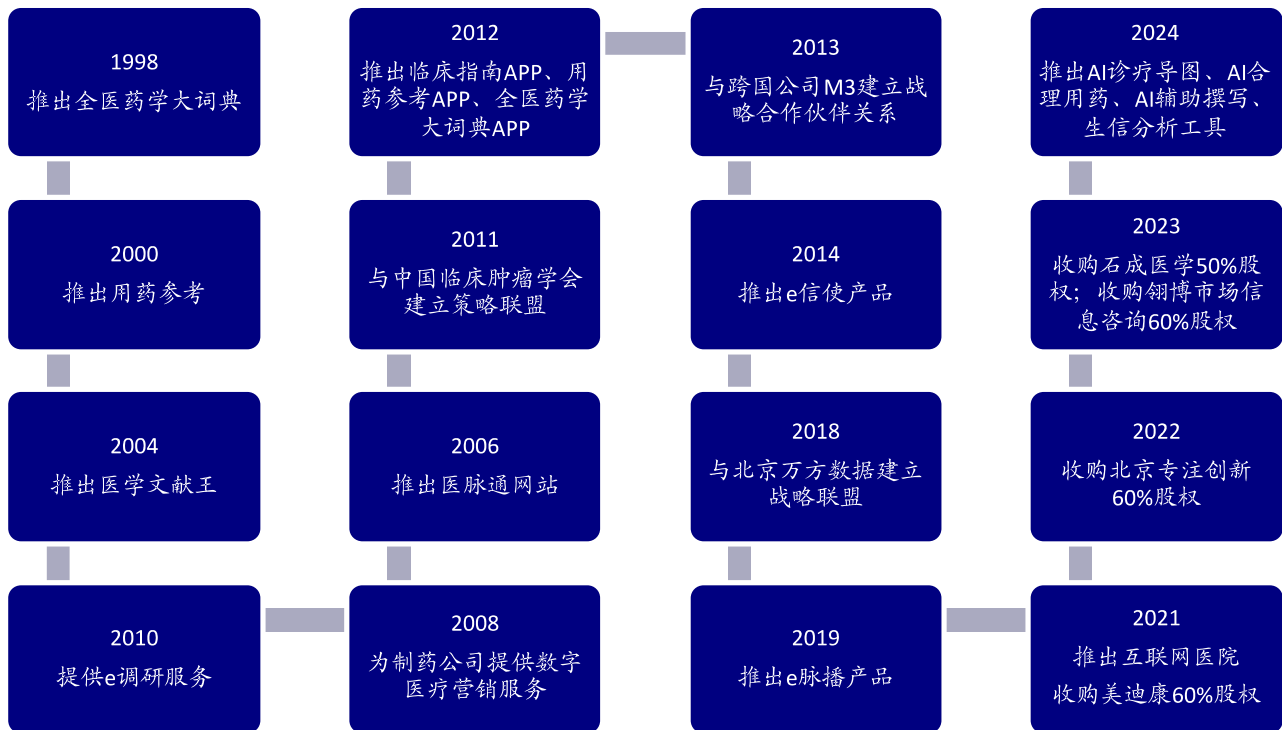 1998
推出全医药学大词典
2000
推出用药参考
2004
推出医学文献王
2010
提供e调研服务
2008
为制药公司提供数字
医疗营销服务
2006
推出医脉通网站
2011
与中国临床肿瘤学会
建立策略联盟
2012
推出临床指南APP、用
药参考APP、全医药学
大词典APP
2013
与跨国公司M3建立战
略合作伙伴关系
2014
推出e信使产品
2018
与北京万方数据建立
战略联盟
2019
推出e脉播产品
2021
推出互联网医院
收购美迪康60%股权
2022
收购北京专注创新
60%股权
2023
收购石成医学50%股
权；收购翎博市场信
息咨询60%股权
2024
推出AI诊疗导图、AI合
理用药、AI辅助撰写、
生信分析工具